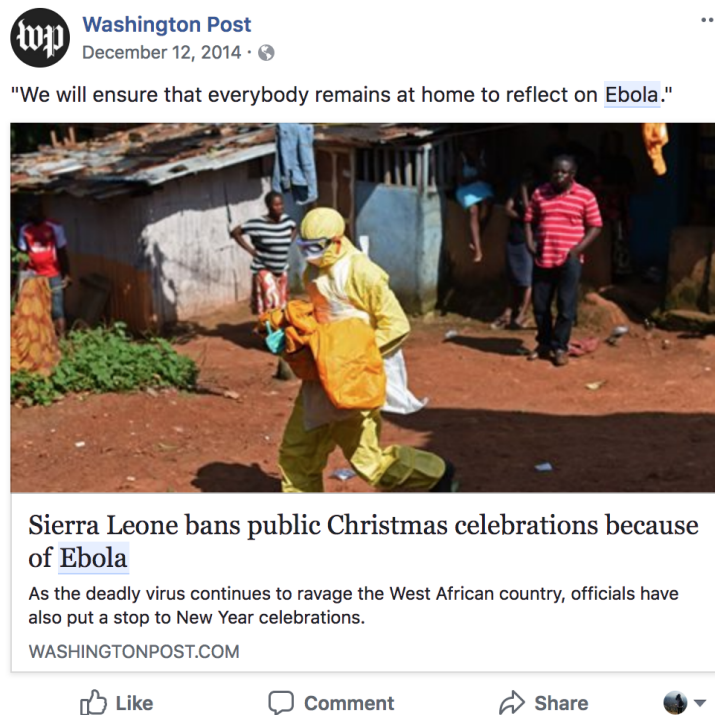 wp
Washington Post
December 12, 2014 ·
"We will ensure that everybody remains at home to reflect on Ebola."
Sierra Leone bans public Christmas celebrations because
of Ebola
As the deadly virus continues to ravage the West African country, officials have
also put a stop to New Year celebrations.
WASHINGTONPOST.COM
Like Comment Share